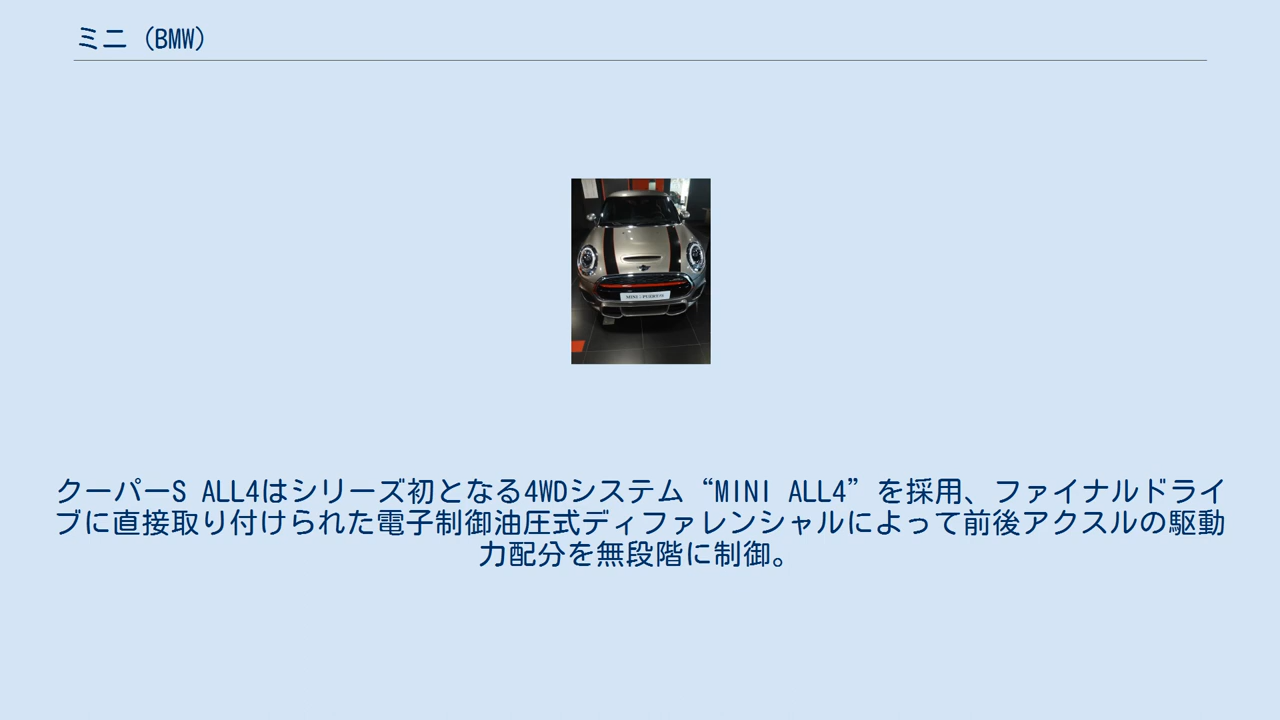 ミニ (BMW)
クーパーS ALL4はシリーズ初となる4WDシステム“MINI ALL4”を採用、ファイナルドライ
ブに直接取り付けられた電子制御油圧式ディファレンシャルによって前後アクスルの駆動
力配分を無段階に制御。